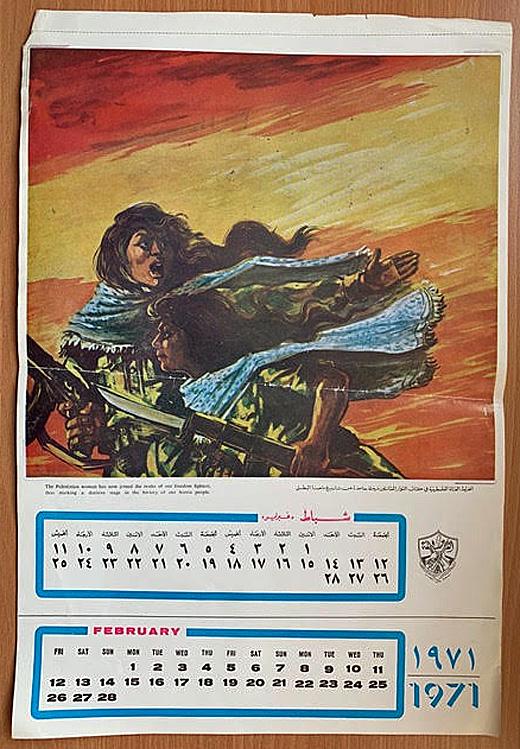 The Palestinian woman has now joined the ranks of our freedom fighters,
thus marking a decisive stage in the history of our heroic people.
شباط - فبراير
الجمعة السبت الاحد الاثنين الثلاثاء الاربعاء الخميس الجمعة السبت الاحد الاثنين الثلاثاء الاربعاء الخميس
١ ٢ ٣ ٤ ٥ ٦ ٧ ٨ ٩ ١٠ ١١
١٢ ١٣ ١٤ ١٥ ١٦ ١٧ ١٨ ١٩ ٢٠ ٢١ ٢٢ ٢٣ ٢٤ ٢٥
٢٦ ٢٧ ٢٨
FEBRUARY
FRI SAT SUN MON TUE WED THU FRI SAT SUN MON TUE WED THU
1 2 3 4 5 6 7 8 9 10 11
12 13 14 15 16 17 18 19 20 21 22 23 24 25
26 27 28
١٩٧١
1971